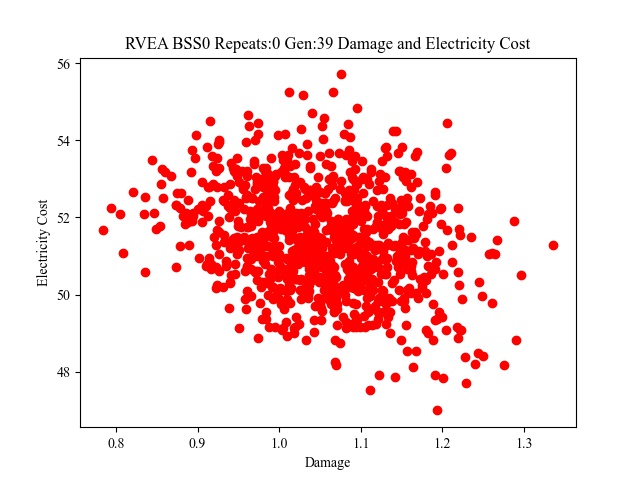 RVEA BSS0 Repeats:0 Gen:39 Damage and Electricity Cost
56
54
52
50
48
Electricity Cost
0.8 0.9 1.0 1.1 1.2 1.3
Damage